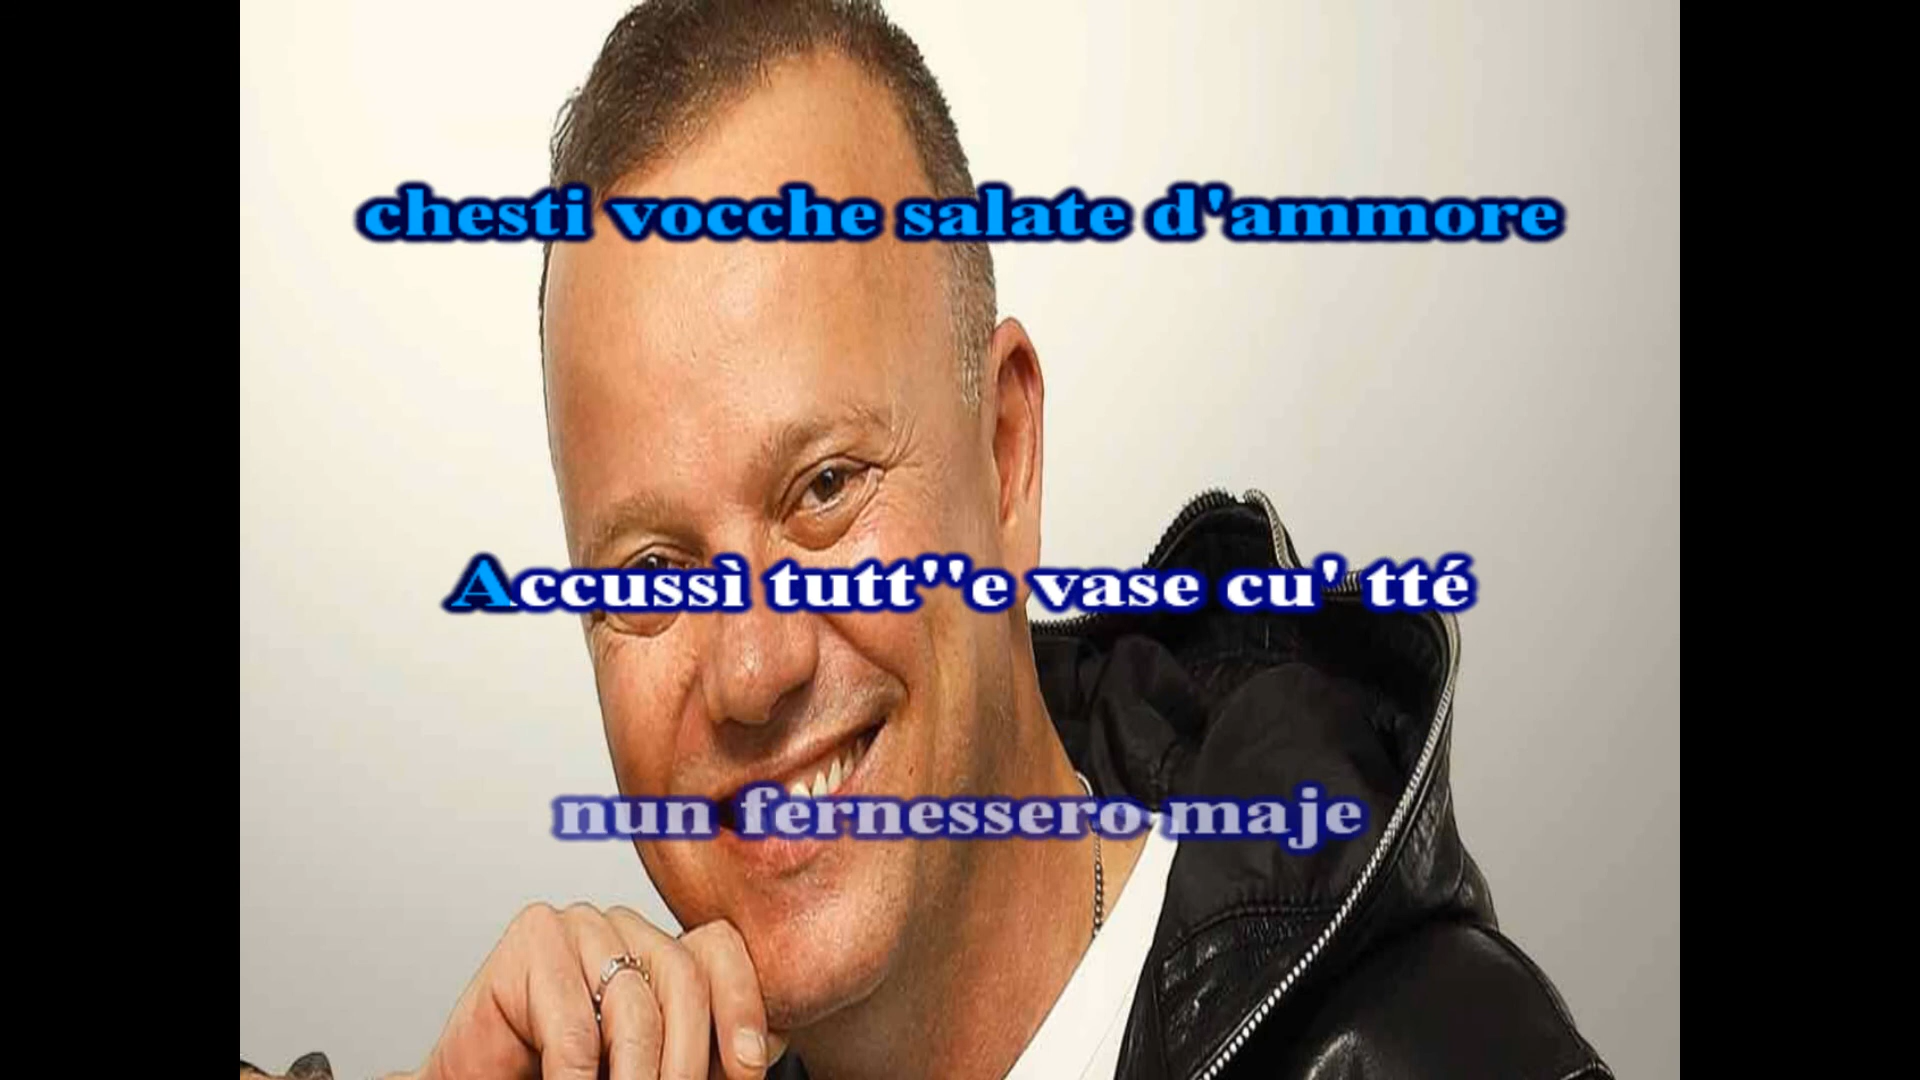 chesti vocche salate d'ammore
Accussì tutt''e vase cu' tté
nun fernessero maje